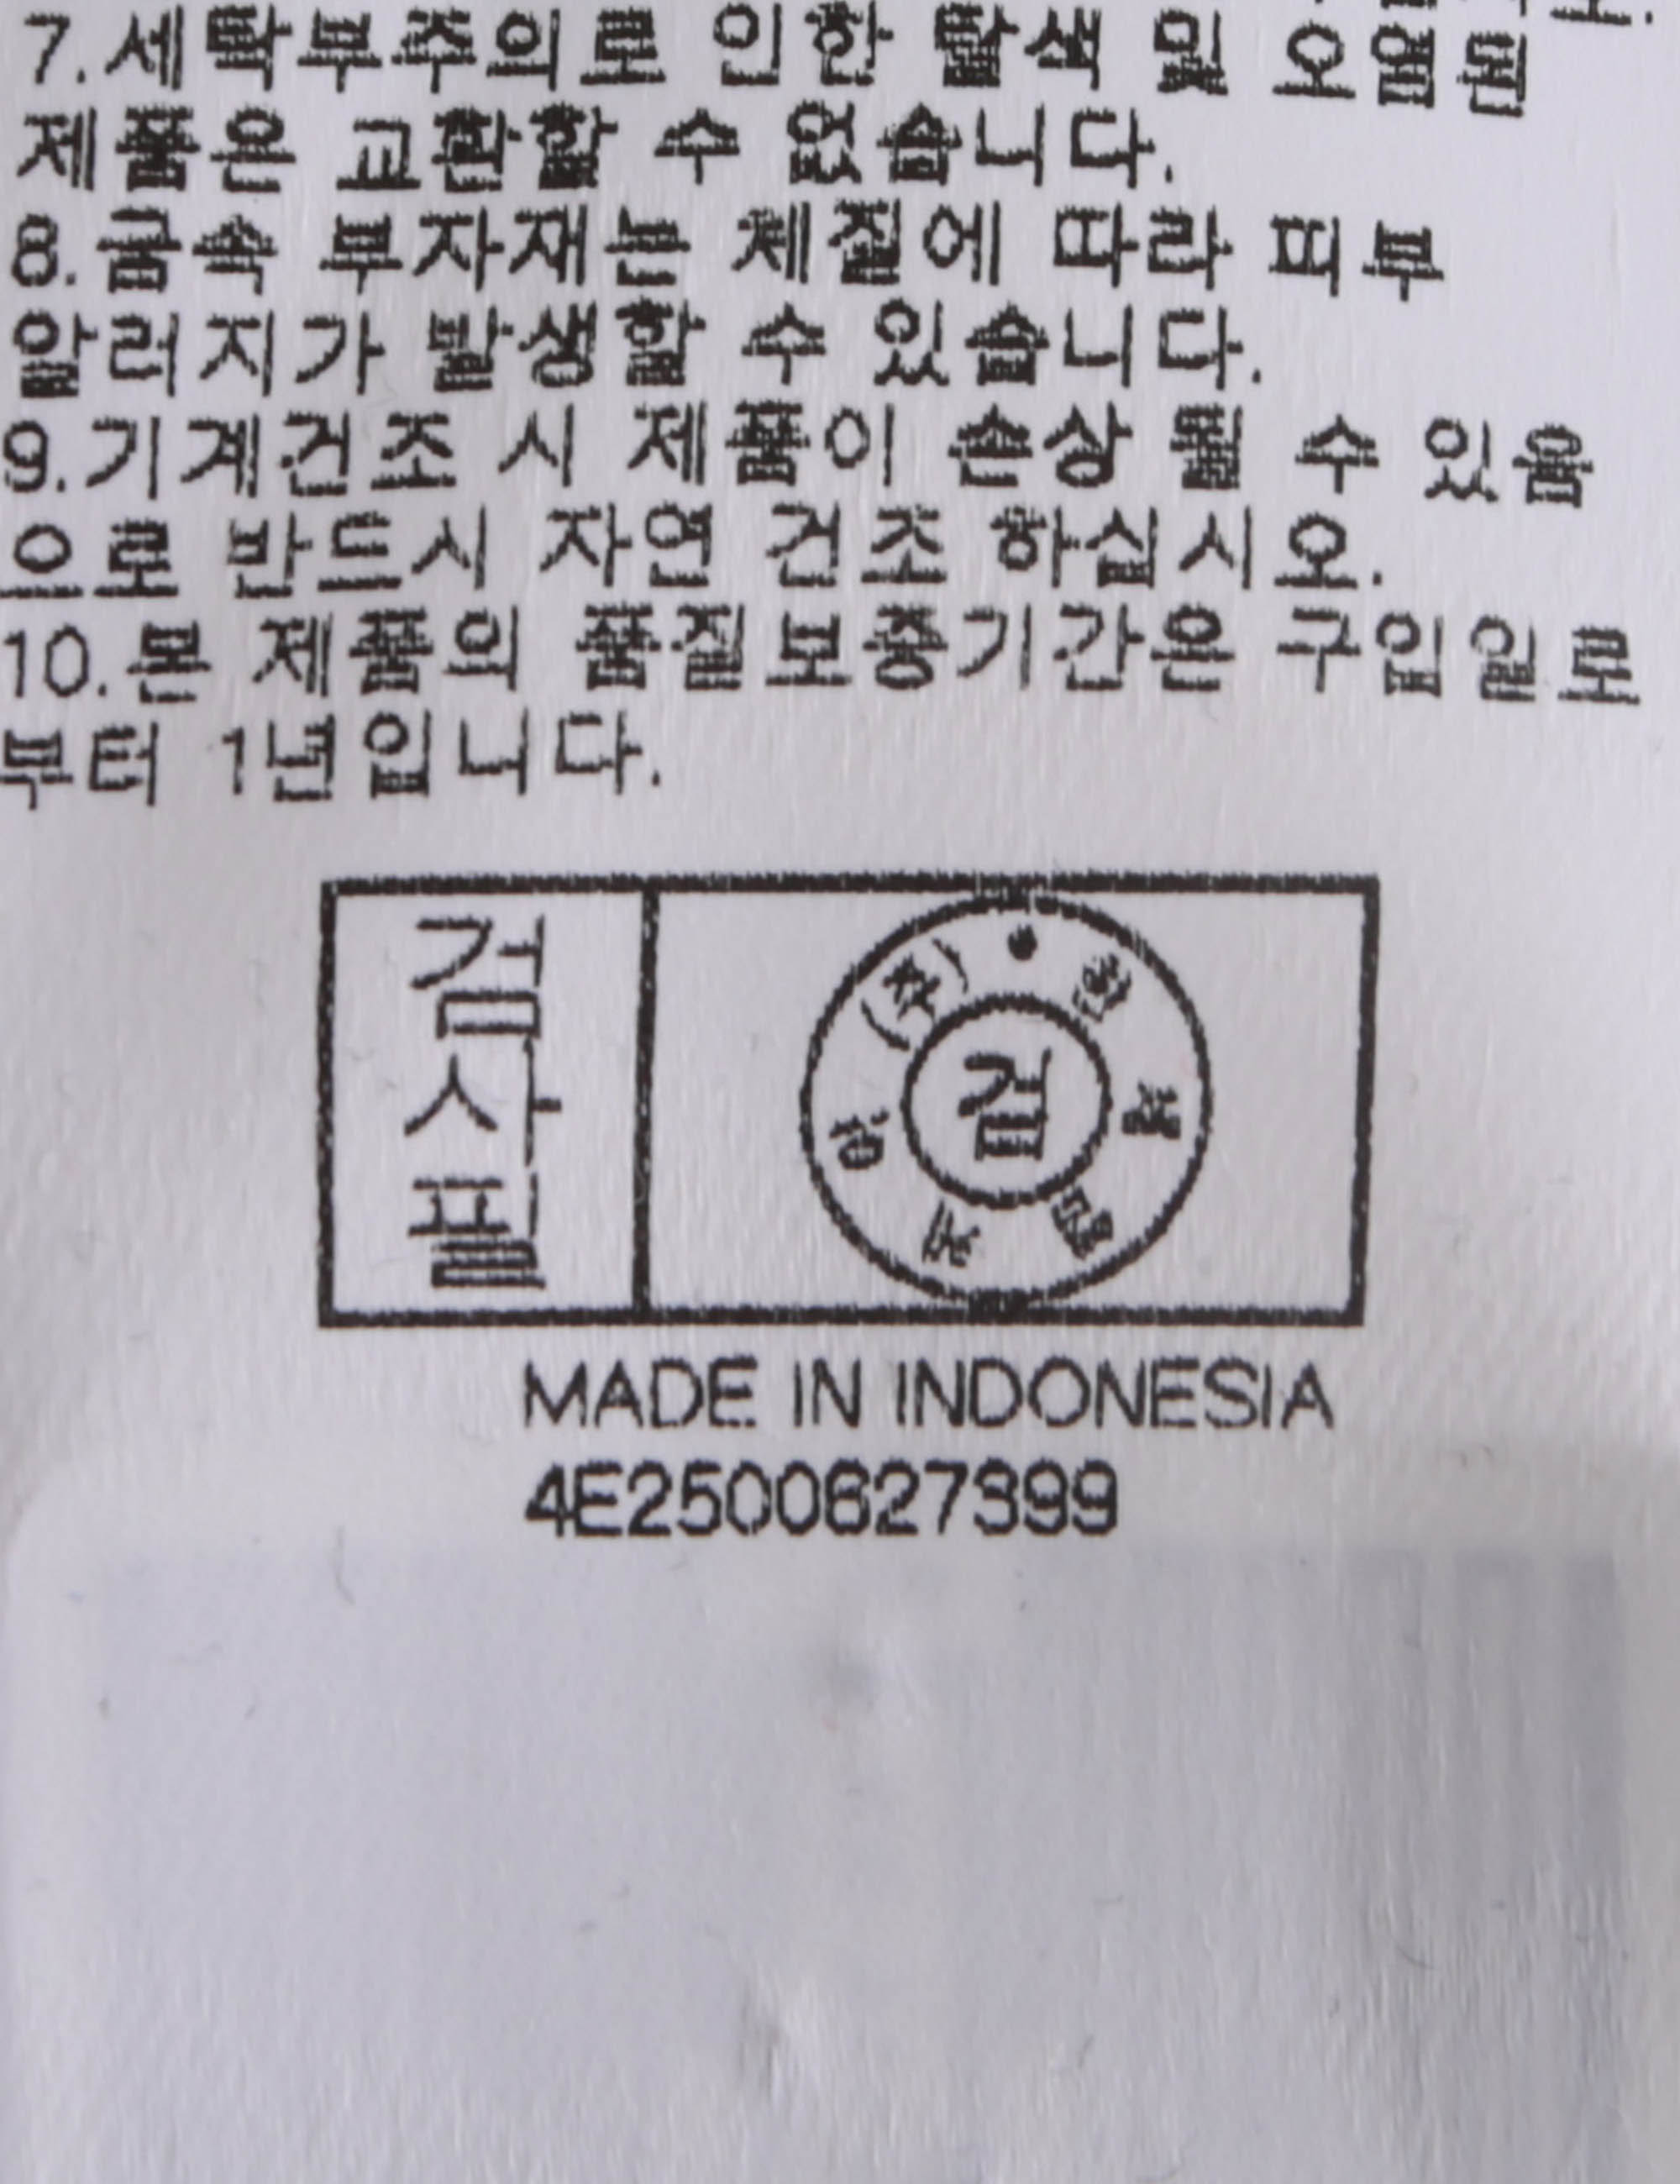 7.세탁부주의로 인한 탈색 및 오염된
제품은 교환할 수 없습니다.
8.금속 부자재는 체질에 따라 피부
알러지가 발생할 수 있습니다.
9.기계건조 시 제품이 손상 될 수 있음
으로 반드시 자연 건조 하십시오.
10.본 제품의 품질보증기간은 구입일로
부터 1년입니다.
검
사
필
(주)
검
MADE IN INDONESIA
4E2500627399